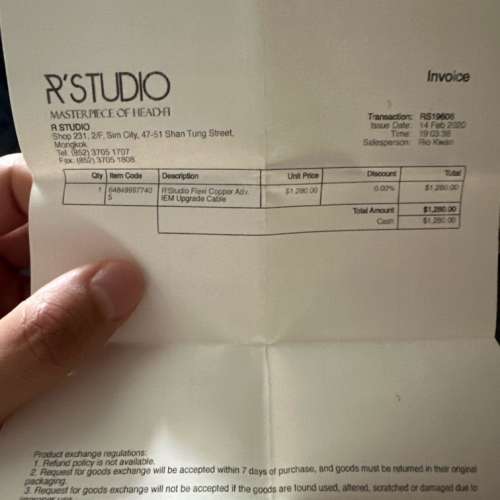 R'STUDIO
MASTERPIECE OF HEAD-FI
Invoice
R STUDIO
Shop 231, 2/F, Sim City, 47-51 Shan Tung Street,
Mongkok
Tel: (852) 3705 1707
Fax: (852) 3705 1808
Transaction: RS19606
Issue Date: 14 Feb 2020
Time: 19:03:38
Salesperson: Rio Kwan
Qty Item Code Description Unit Price Discount Total
1 R'Studio Flexi Copper Adv. $1,280.00 0.00% $1,280.00
5 IEM Upgrade Cable
Total Amount $1,280.00
Cash $1,280.00
Product exchange regulations:
1. Refund policy is not available.
2. Request for goods exchange will be accepted within 7 days of purchase, and goods must be returned in their original
packaging.
3. Request for goods exchange will not be accepted if the goods are found used, altered, scratched or damaged due to